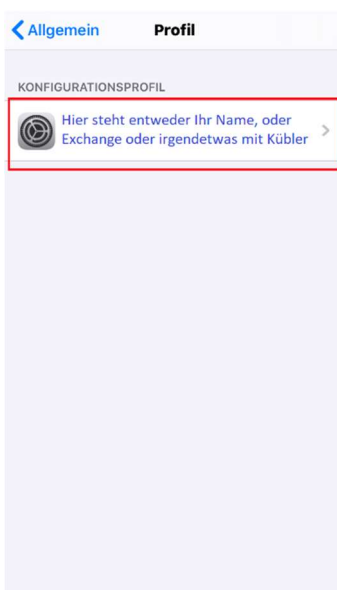 Allgemein Profil
KONFIGURATIONSPROFIL
Hier steht entweder Ihr Name, oder
Exchange oder irgendetwas mit Kübler